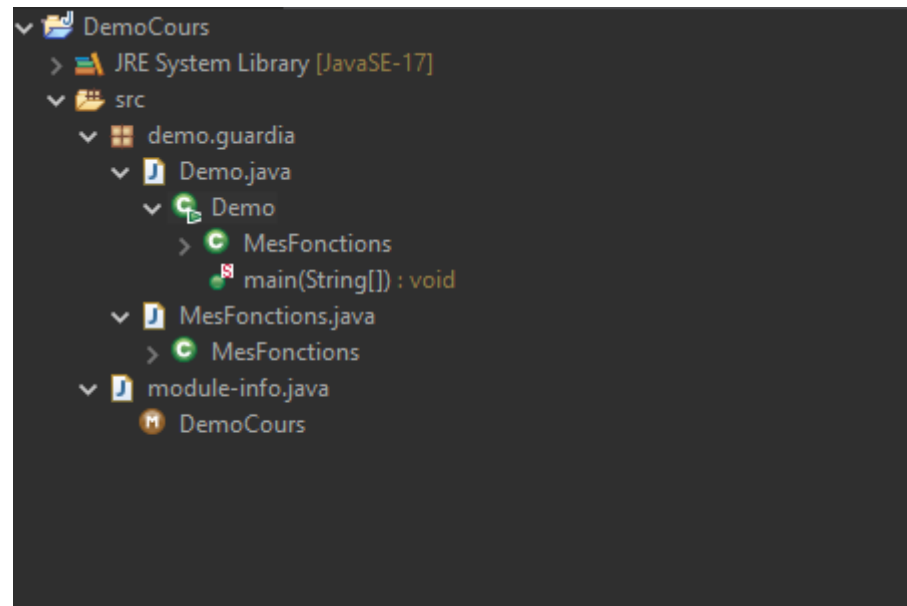 DemoCours
JRE System Library [JavaSE-17]
src
demo.guardia
Demo.java
Demo
MesFonctions
main(String[]) : void
MesFonctions.java
MesFonctions
module-info.java
DemoCours